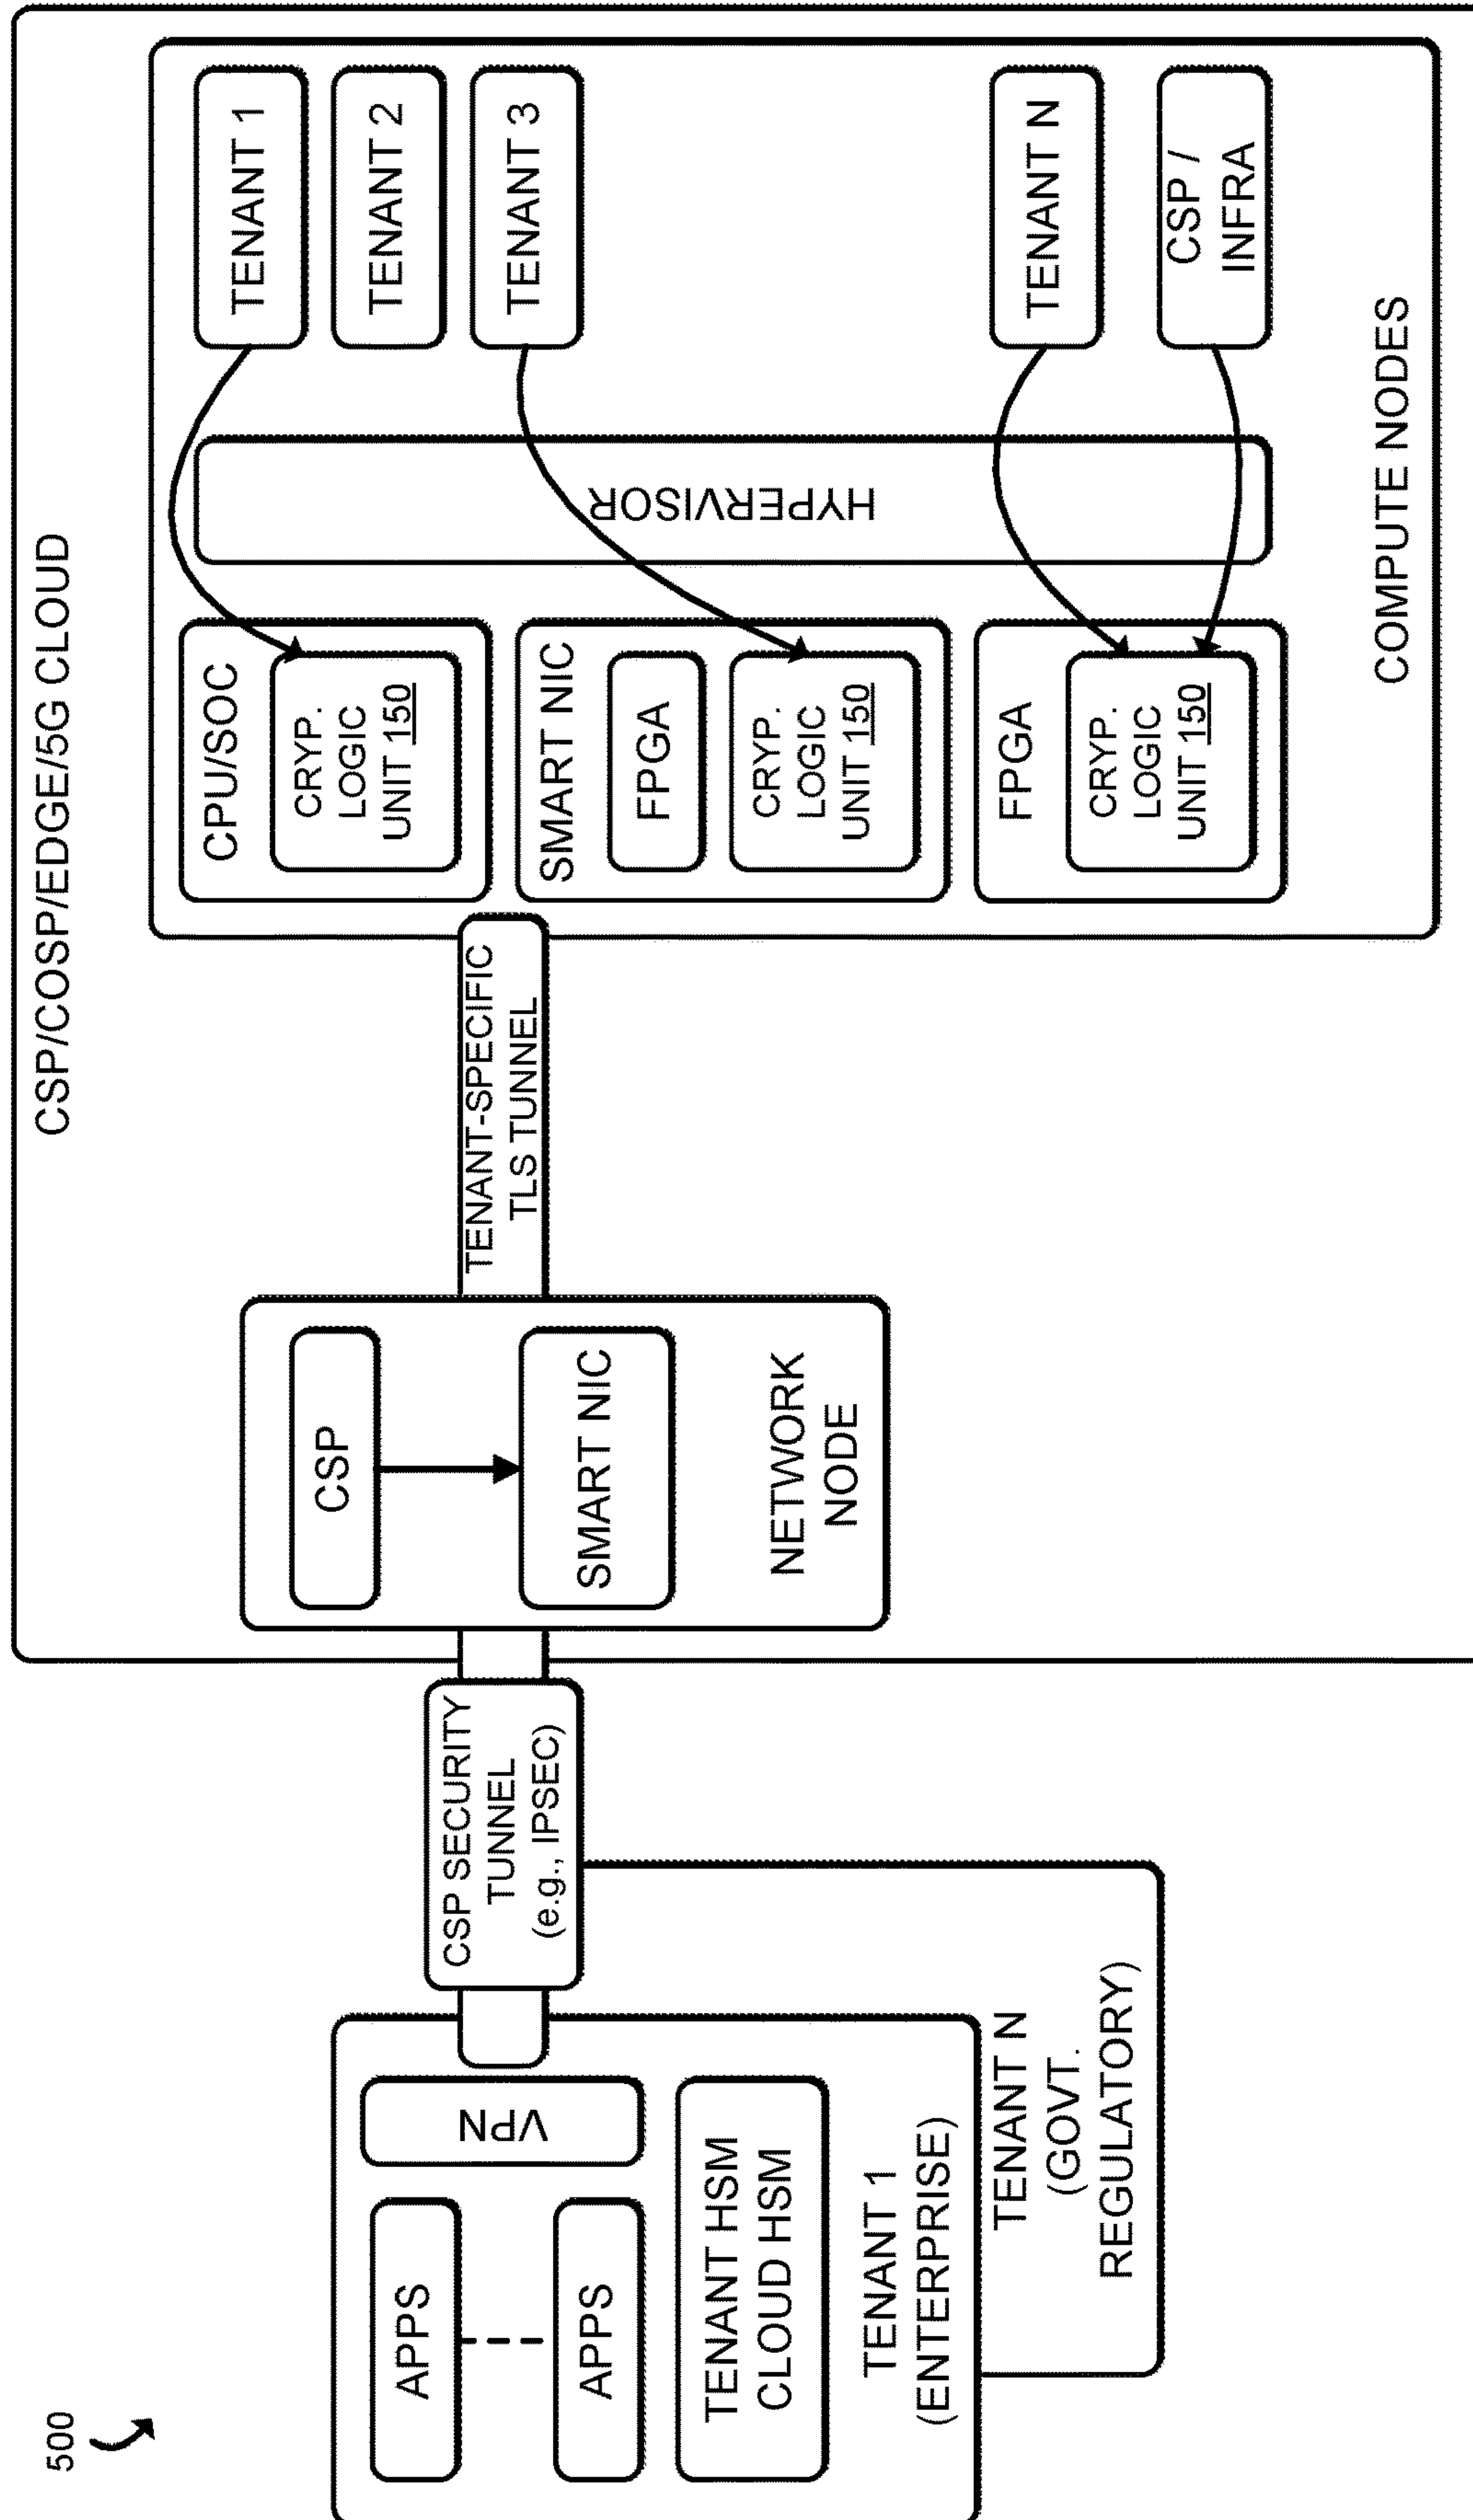 500
CSP/COSP/EDGE/5G CLOUD
APPS
APPS
VPN
TENANT HSM
CLOUD HSM
TENANT 1
(ENTERPRISE)
TENANT N
(GOVT.
REGULATORY)
CSP SECURITY
TUNNEL
(e.g., IPSEC)
CSP
SMART NIC
NETWORK
NODE
TENANT-SPECIFIC
TLS TUNNEL
CPU/SOC
CRYP.
LOGIC
UNIT 150
SMART NIC
FPGA
CRYP.
LOGIC
UNIT 150
FPGA
CRYP.
LOGIC
UNIT 150
HYPERVISOR
TENANT 1
TENANT 2
TENANT 3
TENANT N
CSP /
INFRA
COMPUTE NODES